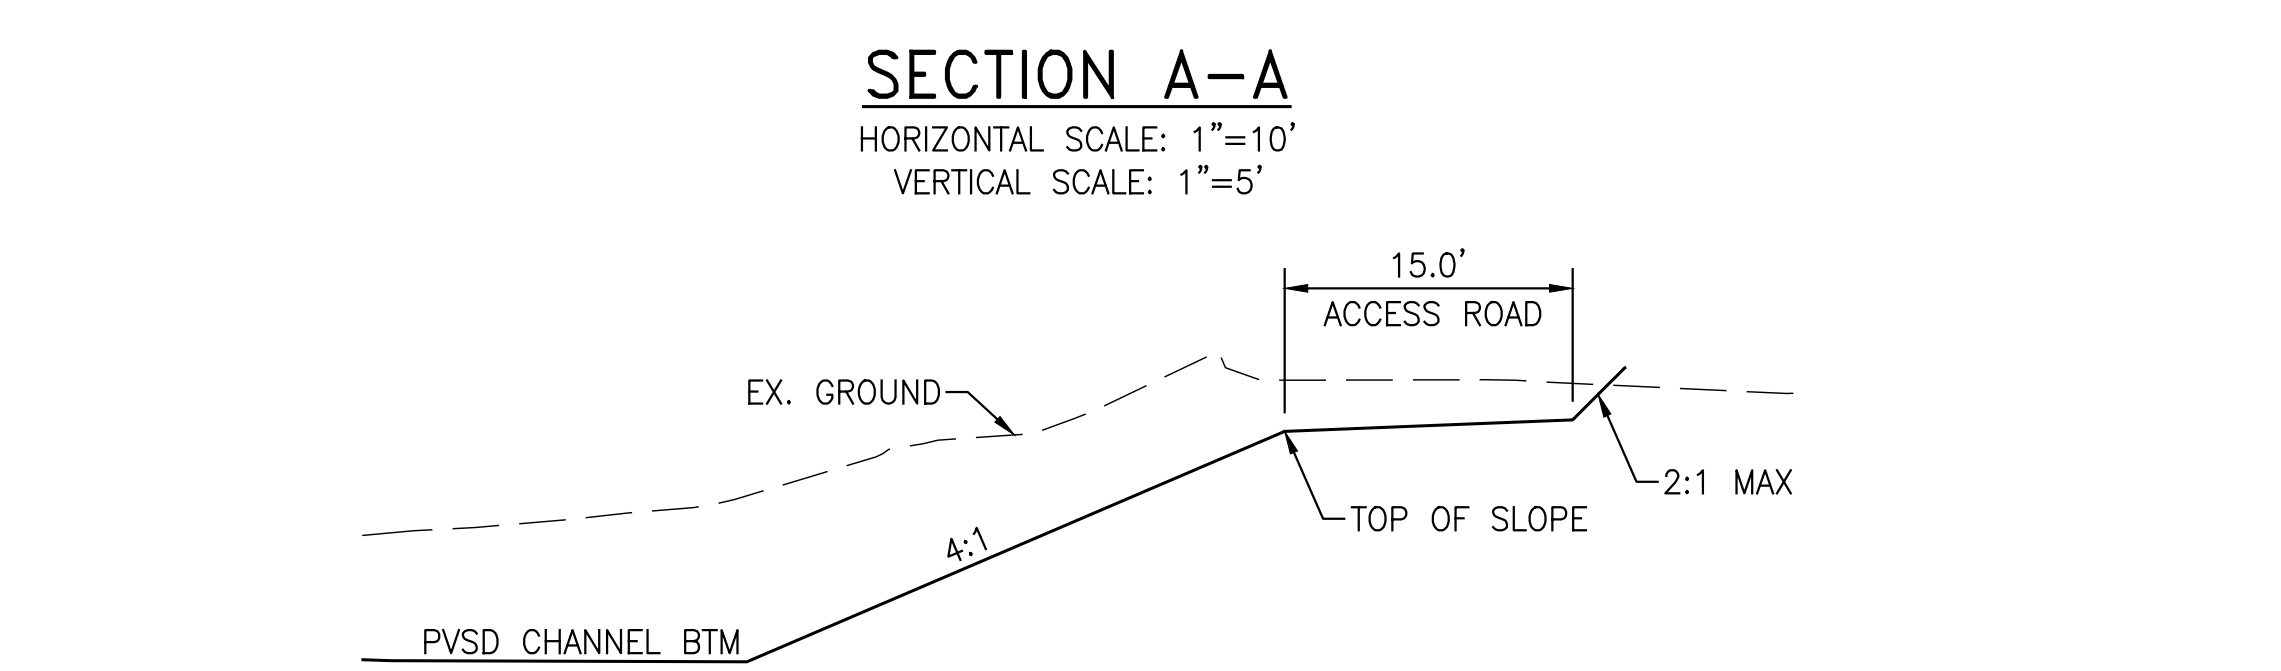 SECTION A-A
HORIZONTAL SCALE: 1"=10'
VERTICAL SCALE: 1"=5'
15.0'
ACCESS ROAD
EX. GROUND
2:1 MAX
TOP OF SLOPE
4:1
PVSD CHANNEL BTM